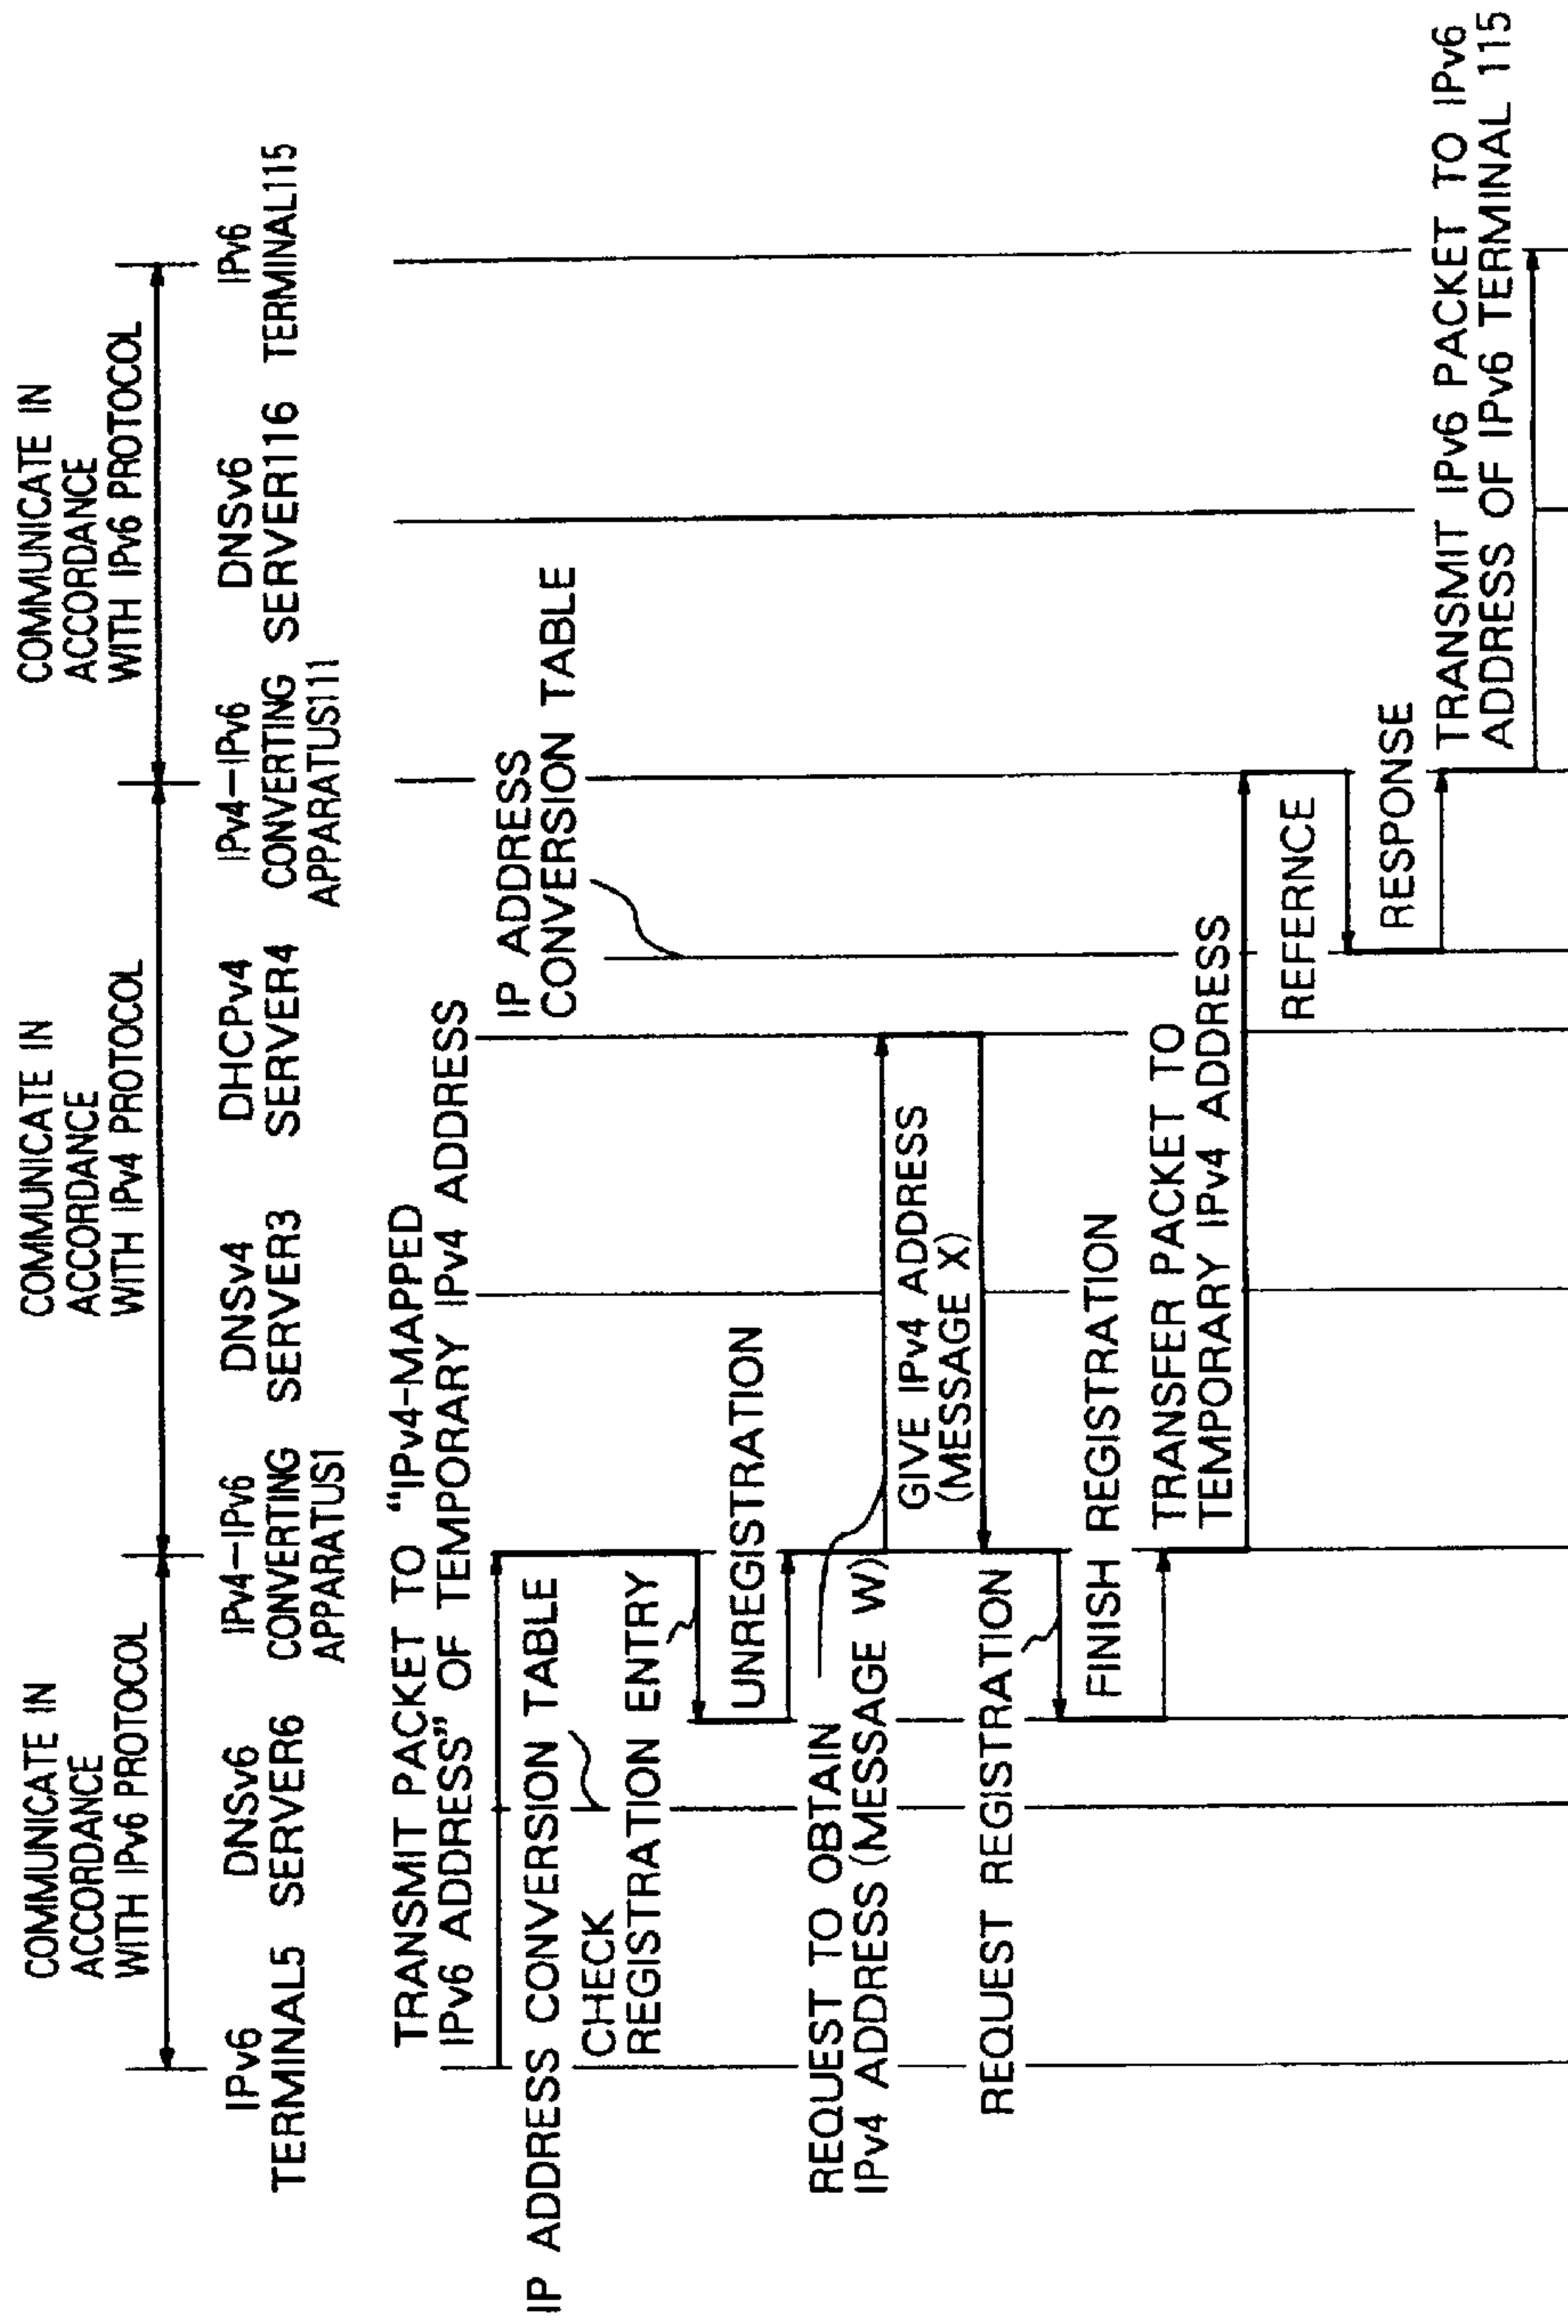 COMMUNICATE IN
ACCORDANCE
WITH IPv6 PROTOCOL
COMMUNICATE IN
ACCORDANCE
WITH IPv4 PROTOCOL
COMMUNICATE IN
ACCORDANCE
WITH IPv6 PROTOCOL
IPv6
TERMINAL5
DNSv6
SERVER6
IPv4-IPv6
CONVERTING
APPARATUS1
DNSv4
SERVER3
DHCPv4
SERVER4
IPv4-IPv6
CONVERTING
APPARATUS111
DNSv6
SERVER116
IPv6
TERMINAL115
TRANSMIT PACKET TO "IPv4-MAPPED
IPv6 ADDRESS" OF TEMPORARY IPv4 ADDRESS
IP ADDRESS
CONVERSION TABLE
IP ADDRESS CONVERSION TABLE
CHECK
REGISTRATION ENTRY
UNREGISTRATION
REQUEST TO OBTAIN
IPv4 ADDRESS (MESSAGE W)
GIVE IPv4 ADDRESS
(MESSAGE X)
REQUEST REGISTRATION
FINISH REGISTRATION
TRANSFER PACKET TO
TEMPORARY IPv4 ADDRESS
REFERNCE
RESPONSE
TRANSMIT IPv6 PACKET TO IPv6
ADDRESS OF IPv6 TERMINAL 115